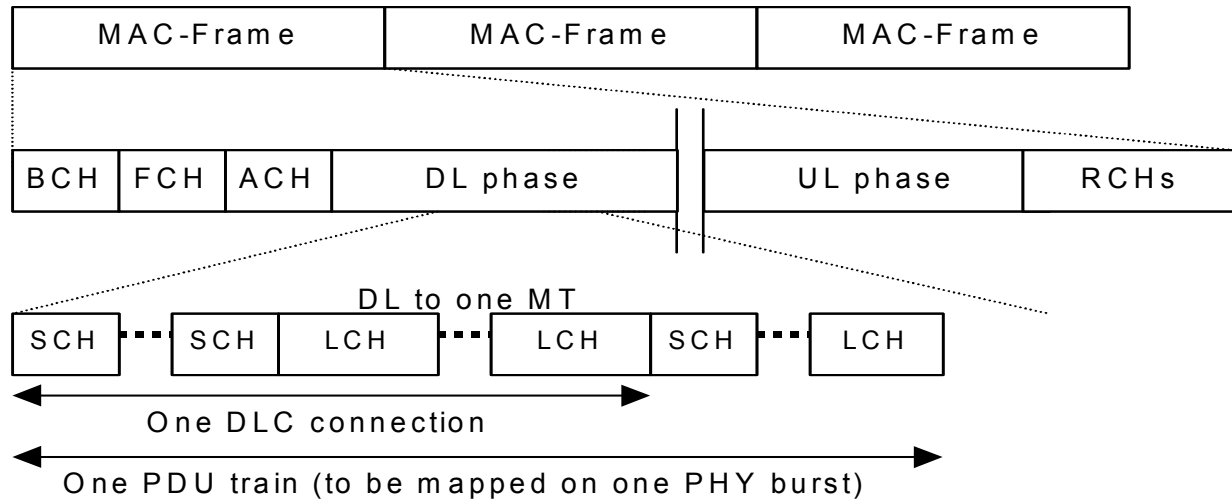 MAC-Frame MAC-Frame MAC-Frame
BCH FCH ACH DL phase UL phase RCHs
DL to one MT
SCH SCH LCH LCH SCH LCH
One DLC connection
One PDU train (to be mapped on one PHY burst)